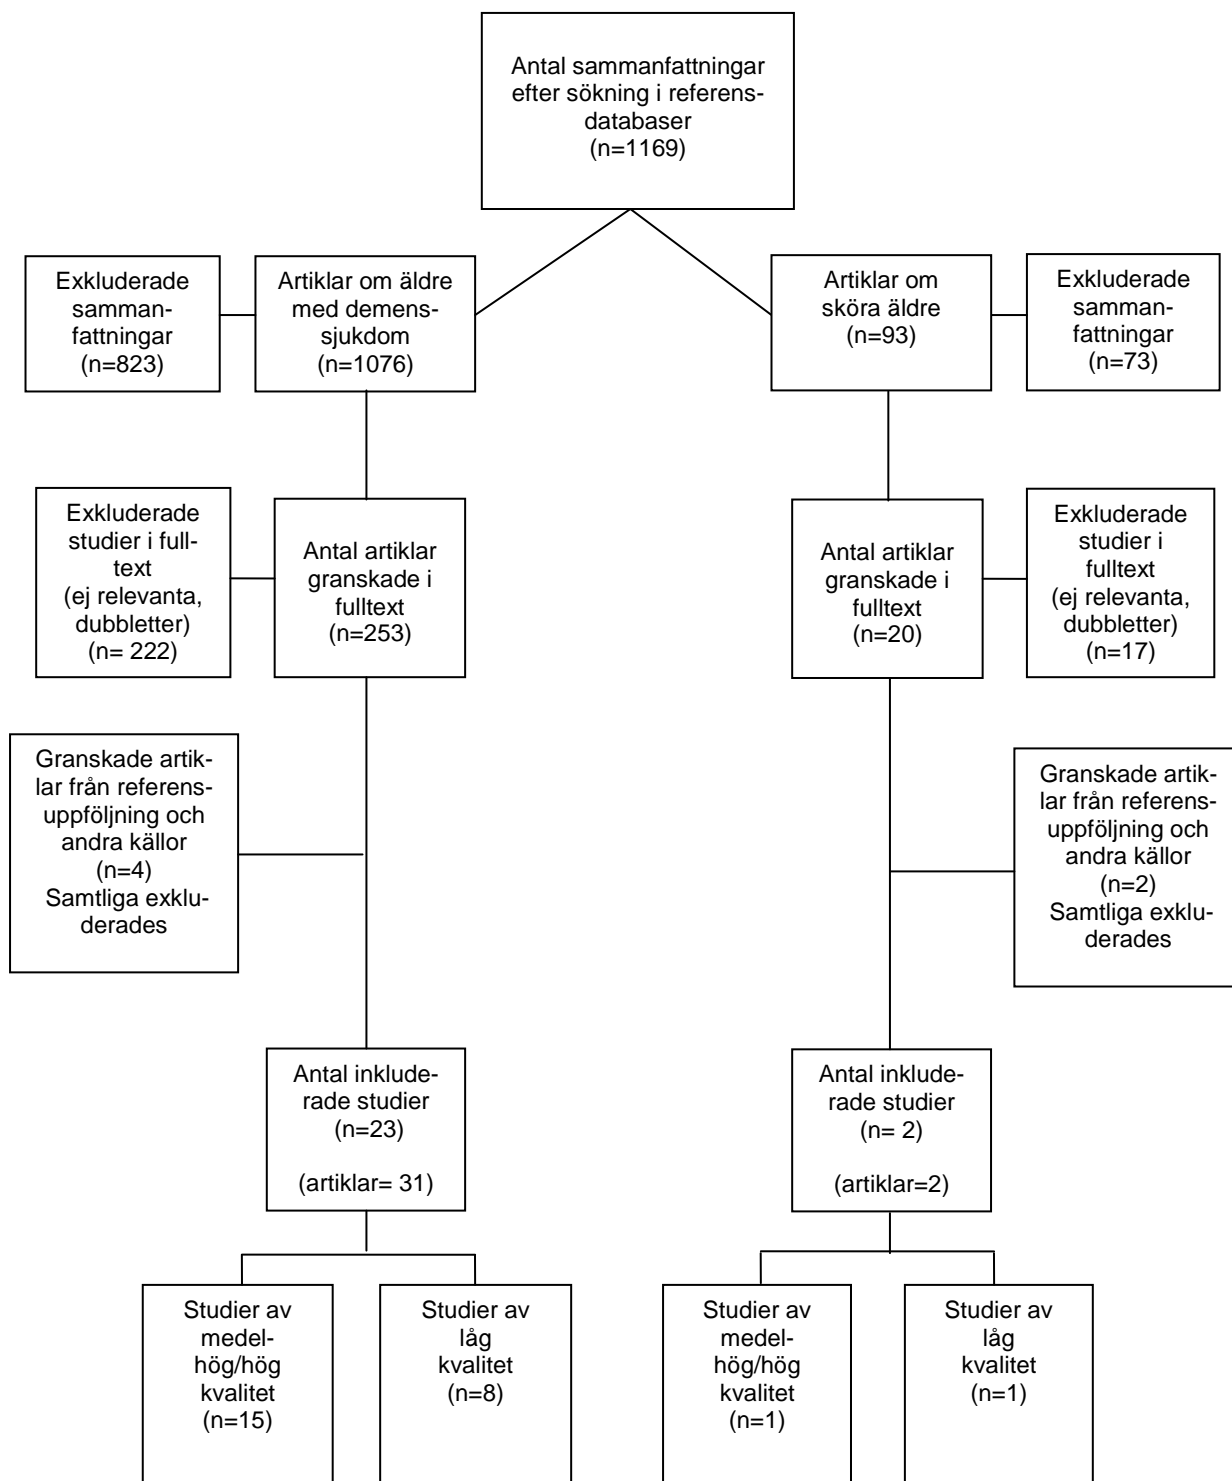 Antal sammanfattningar
efter sökning i referens-
databaser
(n=1169)
Exkluderade
samman-
fattningar
(n=823)
Artiklar om äldre
med demens-
sjukdom
(n=1076)
Artiklar om
sköra äldre
(n=93)
Exkluderade
samman-
fattningar
(n=73)
Exkluderade
studier i full-
text
(ej relevanta,
dubbletter)
(n= 222)
Antal artiklar
granskade i
fulltext
(n=253)
Antal artiklar
granskade i
fulltext
(n=20)
Exkluderade
studier i
fulltext
(ej relevanta,
dubbletter)
(n=17)
Granskade artik-
lar från referens-
uppföljning och
andra källor
(n=4)
Samtliga exklu-
derades
Granskade artik-
lar från referens-
uppföljning och
andra källor
(n=2)
Samtliga exklu-
derades
Antal inklude-
rade studier
(n=23)
(artiklar= 31)
Antal inklude-
rade studier
(n= 2)
(artiklar=2)
Studier av
medel-
hög/hög
kvalitet
(n=15)
Studier av
låg
kvalitet
(n=8)
Studier av
medel-
hög/hög
kvalitet
(n=1)
Studier av
låg
kvalitet
(n=1)